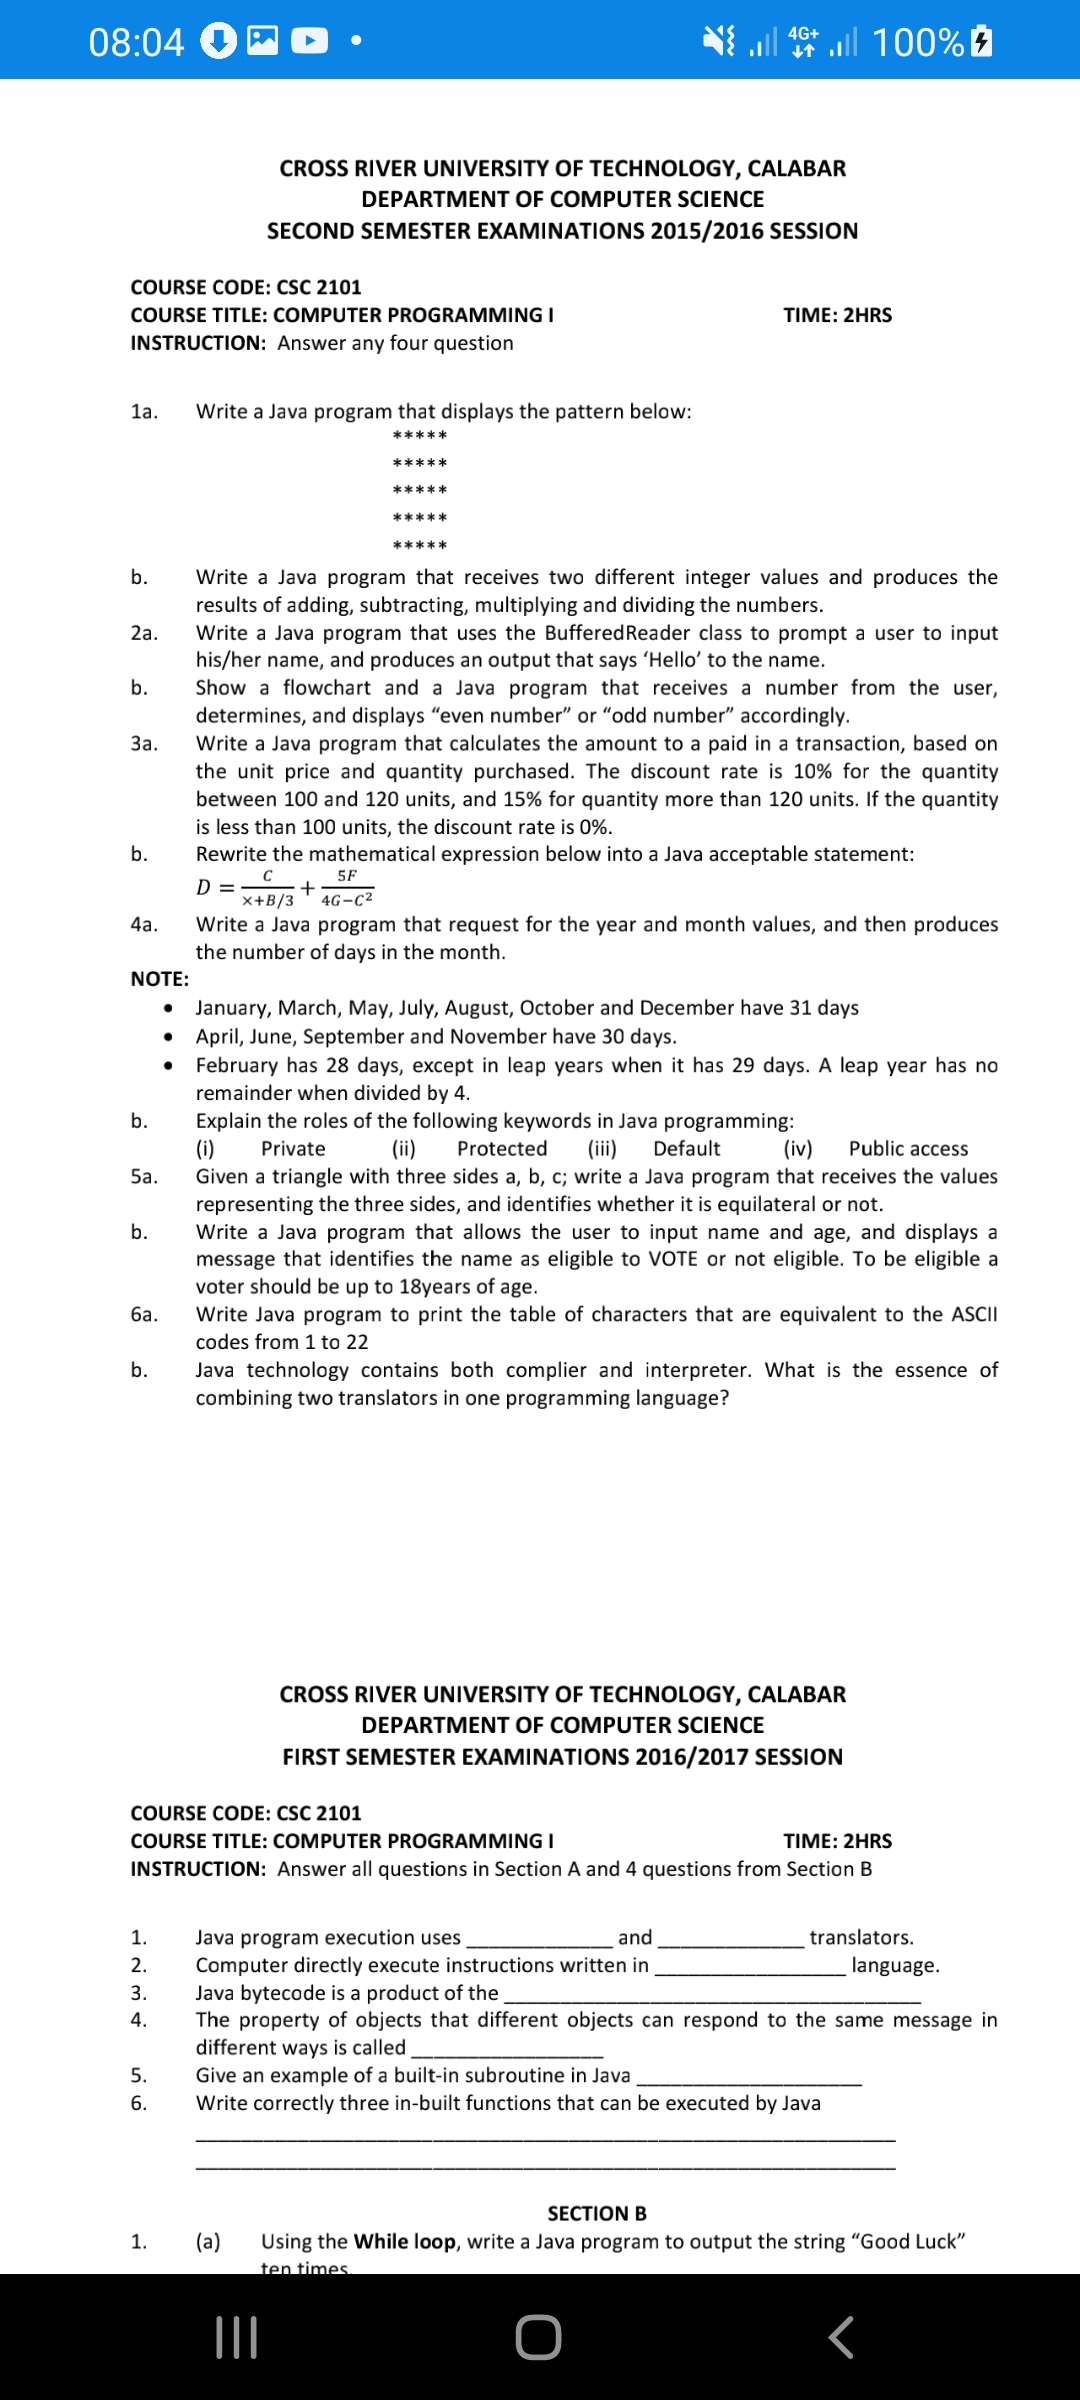 08:04
4G+
100%
CROSS RIVER UNIVERSITY OF TECHNOLOGY, CALABAR
DEPARTMENT OF COMPUTER SCIENCE
SECOND SEMESTER EXAMINATIONS 2015/2016 SESSION
COURSE CODE: CSC 2101
COURSE TITLE: COMPUTER PROGRAMMING I TIME: 2HRS
INSTRUCTION: Answer any four question
1a. Write a Java program that displays the pattern below:
*****
*****
*****
*****
*****
b. Write a Java program that receives two different integer values and produces the
results of adding, subtracting, multiplying and dividing the numbers.
2a. Write a Java program that uses the BufferedReader class to prompt a user to input
his/her name, and produces an output that says ‘Hello’ to the name.
b. Show a flowchart and a Java program that receives a number from the user,
determines, and displays “even number” or “odd number” accordingly.
3a. Write a Java program that calculates the amount to a paid in a transaction, based on
the unit price and quantity purchased. The discount rate is 10% for the quantity
between 100 and 120 units, and 15% for quantity more than 120 units. If the quantity
is less than 100 units, the discount rate is 0%.
b. Rewrite the mathematical expression below into a Java acceptable statement:
D = C/(x+B/3) + 5F/(4G−C²)
4a. Write a Java program that request for the year and month values, and then produces
the number of days in the month.
NOTE:
• January, March, May, July, August, October and December have 31 days
• April, June, September and November have 30 days.
• February has 28 days, except in leap years when it has 29 days. A leap year has no
remainder when divided by 4.
b. Explain the roles of the following keywords in Java programming:
(i) Private (ii) Protected (iii) Default (iv) Public access
5a. Given a triangle with three sides a, b, c; write a Java program that receives the values
representing the three sides, and identifies whether it is equilateral or not.
b. Write a Java program that allows the user to input name and age, and displays a
message that identifies the name as eligible to VOTE or not eligible. To be eligible a
voter should be up to 18years of age.
6a. Write Java program to print the table of characters that are equivalent to the ASCII
codes from 1 to 22
b. Java technology contains both complier and interpreter. What is the essence of
combining two translators in one programming language?
CROSS RIVER UNIVERSITY OF TECHNOLOGY, CALABAR
DEPARTMENT OF COMPUTER SCIENCE
FIRST SEMESTER EXAMINATIONS 2016/2017 SESSION
COURSE CODE: CSC 2101
COURSE TITLE: COMPUTER PROGRAMMING I TIME: 2HRS
INSTRUCTION: Answer all questions in Section A and 4 questions from Section B
1. Java program execution uses _____________ and _____________ translators.
2. Computer directly execute instructions written in _________________ language.
3. Java bytecode is a product of the _____________________________________
4. The property of objects that different objects can respond to the same message in
different ways is called _________________
5. Give an example of a built-in subroutine in Java ____________________
6. Write correctly three in-built functions that can be executed by Java
SECTION B
1. (a) Using the While loop, write a Java program to output the string “Good Luck”
ten times.